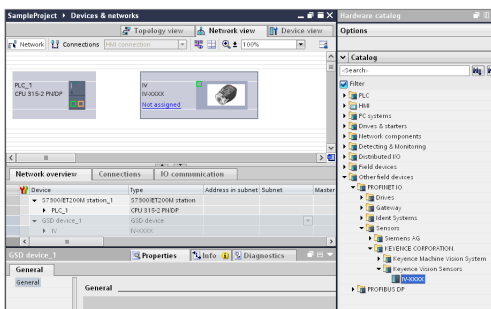 SampleProject ▸ Devices & networks
Topology view
Network view
Device view
Network
Connections
HMI connection
100%
PLC_1
CPU 315-2 PN/DP
IV
IV-XXXX
Not assigned
Network overview
Connections
IO communication
Device
Type
Address in subnet
Subnet
Master
S7300/ET200M station_1
S7300/ET200M station
PLC_1
CPU 315-2 PN/DP
GSD device_1
GSD device
IV
IV-XXXX
GSD device_1
Properties
Info
Diagnostics
General
General
General
Hardware catalog
Options
Catalog
<Search>
Filter
PLC
HMI
PC systems
Drives & starters
Network components
Detecting & Monitoring
Distributed I/O
Field devices
Other field devices
PROFINET IO
Drives
Gateway
Ident Systems
Sensors
Siemens AG
KEYENCE CORPORATION
Keyence Machine Vision System
Keyence Vision Sensors
IV-XXXX
PROFIBUS DP